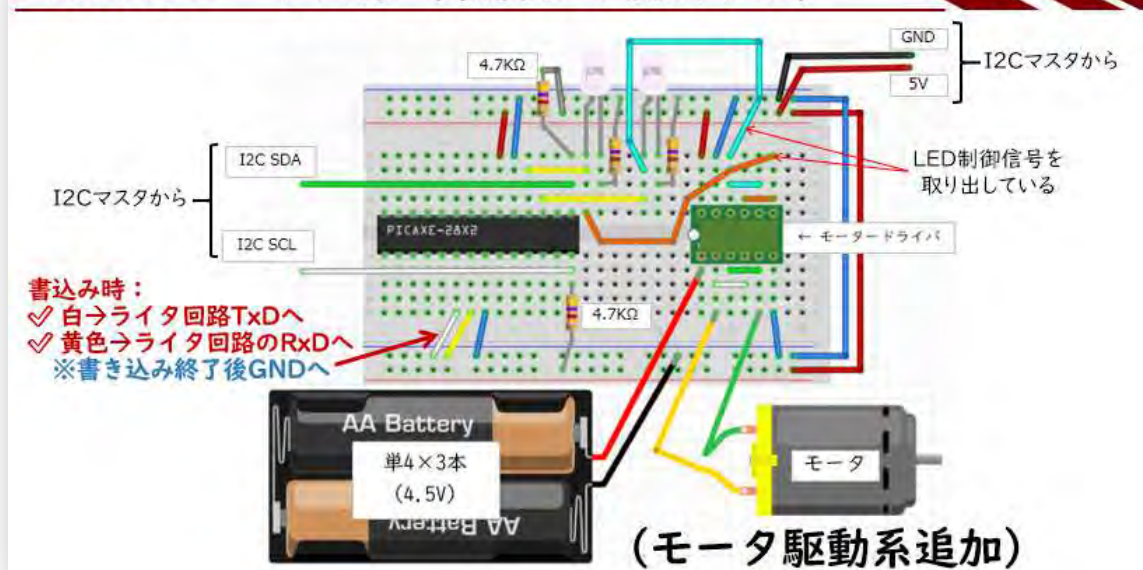 4.7KΩ
GND
5V
I2Cマスタから
I2C SDA
I2Cマスタから
I2C SCL
LED制御信号を
取り出している
PICAXE-28X2
← モータードライバ
書込み時：
✓ 白→ライタ回路TxDへ
✓ 黄色→ライタ回路のRxDへ
※書き込み終了後GNDへ
4.7KΩ
AA Battery
単4×3本
(4.5V)
AA Battery
モータ
(モータ駆動系追加)